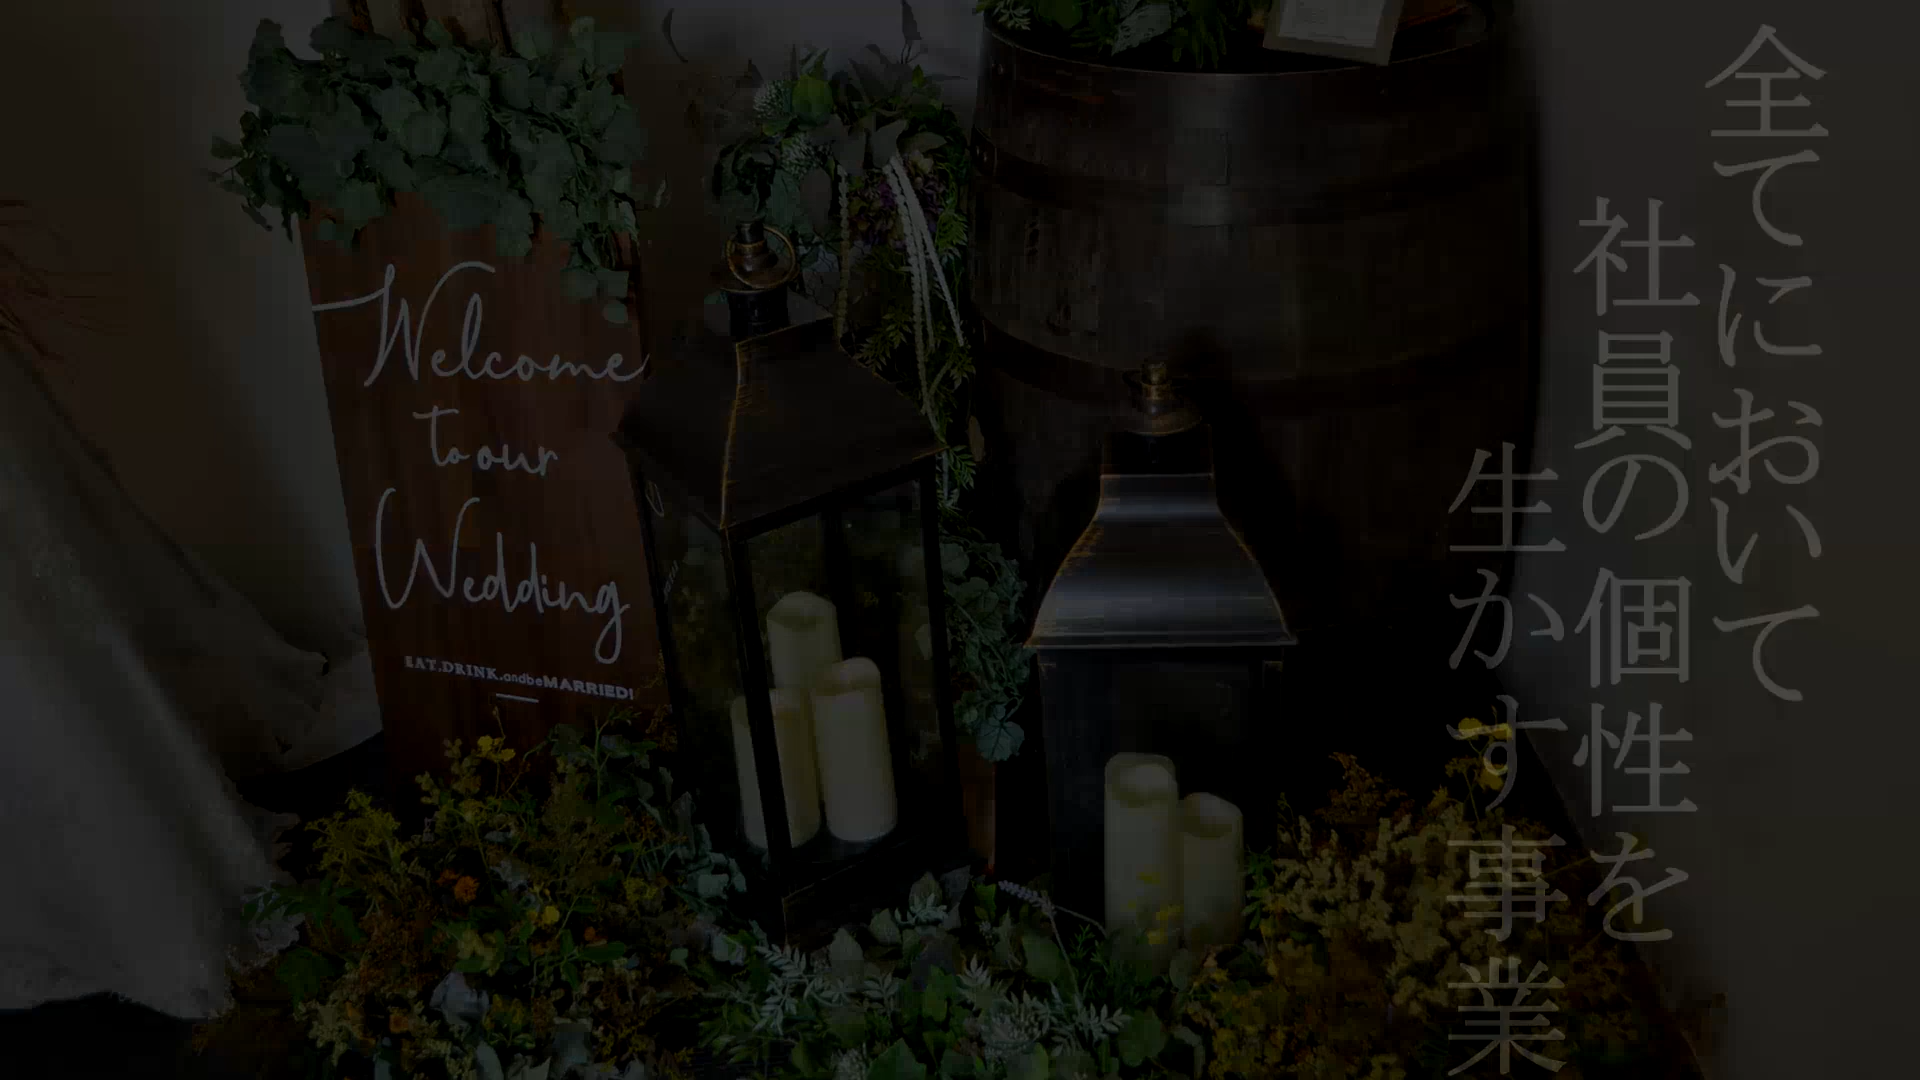 全てにおいて
社員の個性を
生かす事業
Welcome
to our
Wedding
EAT,DRINK.andbeMARRIED!